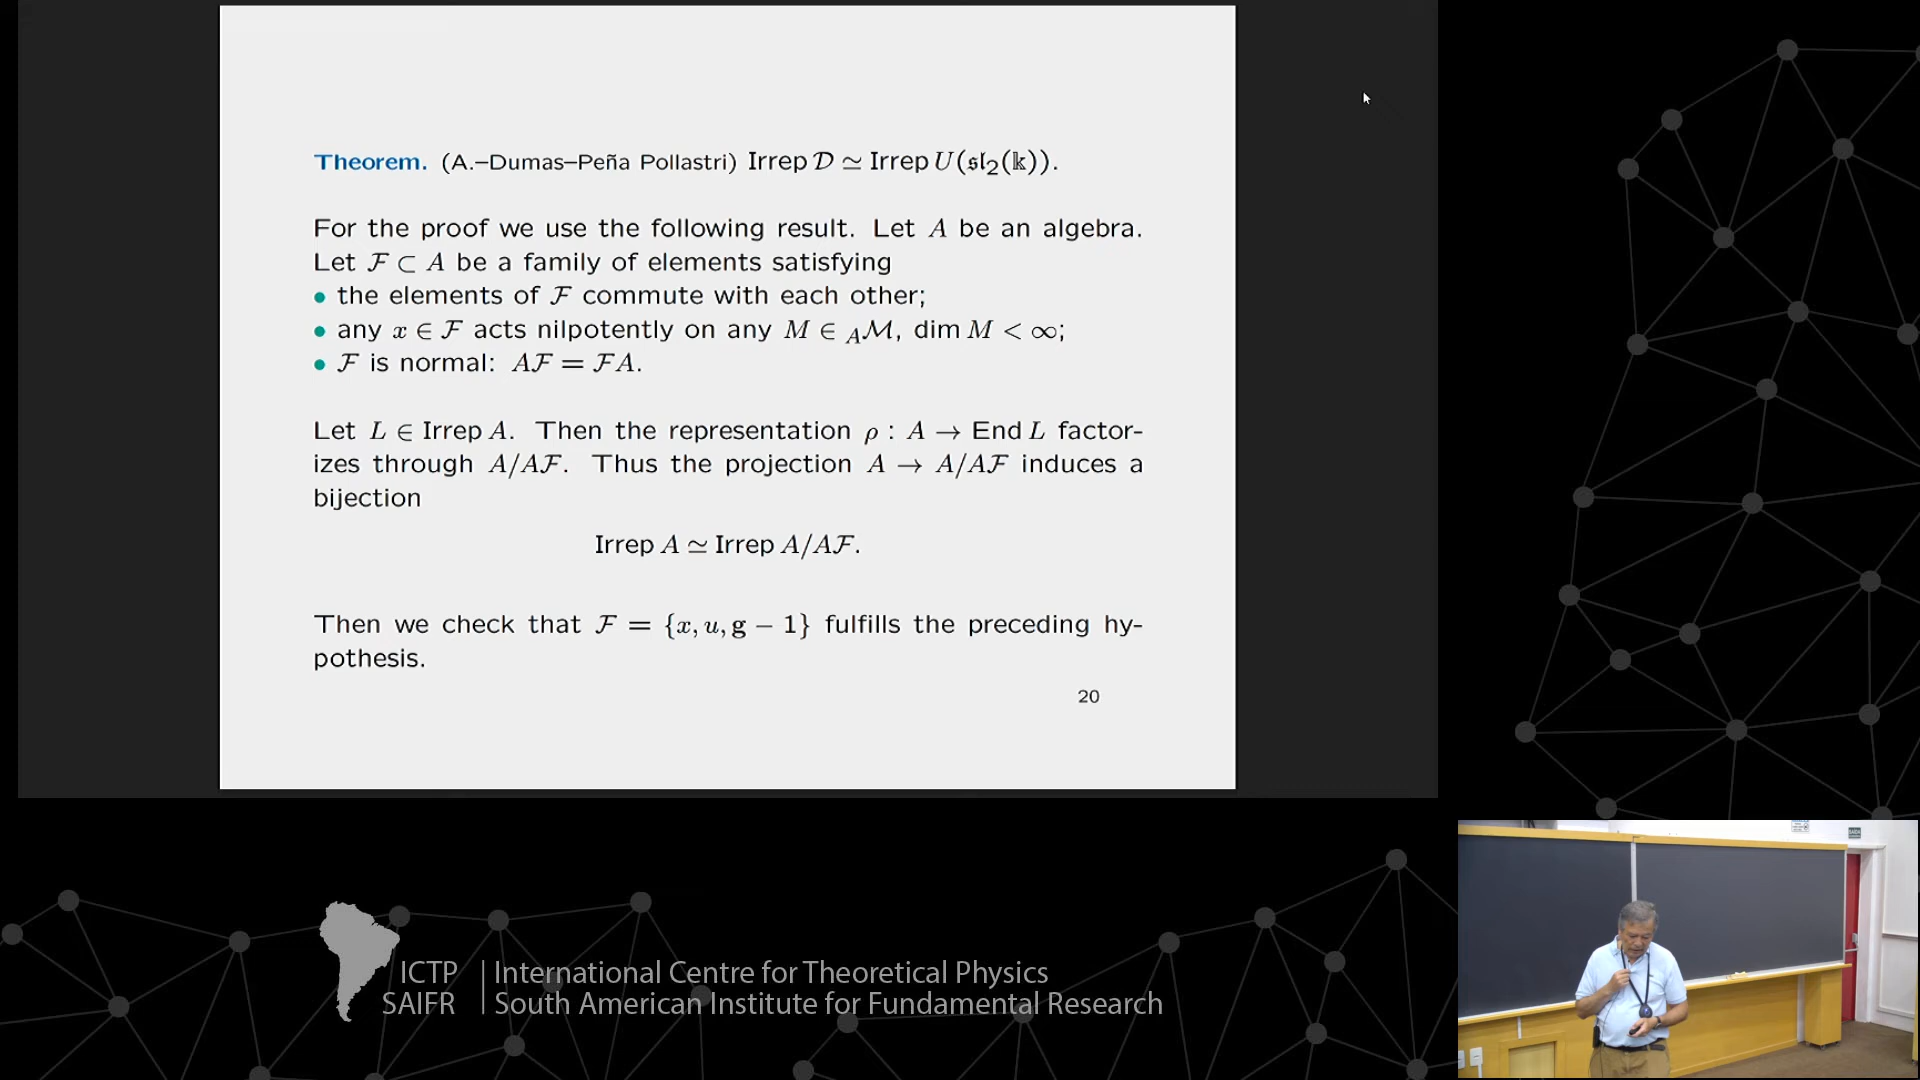 Theorem. (A.–Dumas–Peña Pollastri) Irrep 𝒟 ≃ Irrep U(𝔰𝔩₂(𝕜)).
For the proof we use the following result. Let A be an algebra.
Let ℱ ⊂ A be a family of elements satisfying
• the elements of ℱ commute with each other;
• any x ∈ ℱ acts nilpotently on any M ∈ ₐℳ, dim M < ∞;
• ℱ is normal: Aℱ = ℱA.
Let L ∈ Irrep A. Then the representation ρ : A → End L factor-
izes through A/Aℱ. Thus the projection A → A/Aℱ induces a
bijection
Irrep A ≃ Irrep A/Aℱ.
Then we check that ℱ = {x, u, g − 1} fulfills the preceding hy-
pothesis.
20
ICTP | International Centre for Theoretical Physics
SAIFR | South American Institute for Fundamental Research